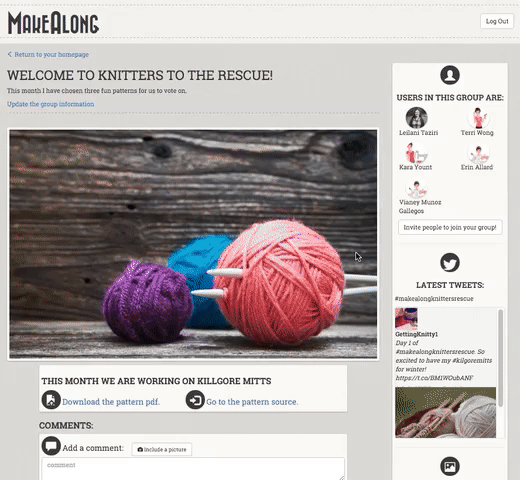 MAKEALONG
Log Out
Return to your homepage
WELCOME TO KNITTERS TO THE RESCUE!
This month I have chosen three fun patterns for us to vote on.
Update the group information
USERS IN THIS GROUP ARE:
Leilani Taziri
Terri Wong
Kara Yount
Erin Allard
Vianey Munoz
Gallegos
Invite people to join your group!
LATEST TWEETS:
#makealongknittersrescue
GettingKnitty1
Day 1 of
#makealongknittersrescue. So
excited to have my #kilgoremitts
for winter!
https://t.co/BM1WOubANF
THIS MONTH WE ARE WORKING ON KILLGORE MITTS
Download the pattern pdf.
Go to the pattern source.
COMMENTS:
Add a comment:
Include a picture
comment